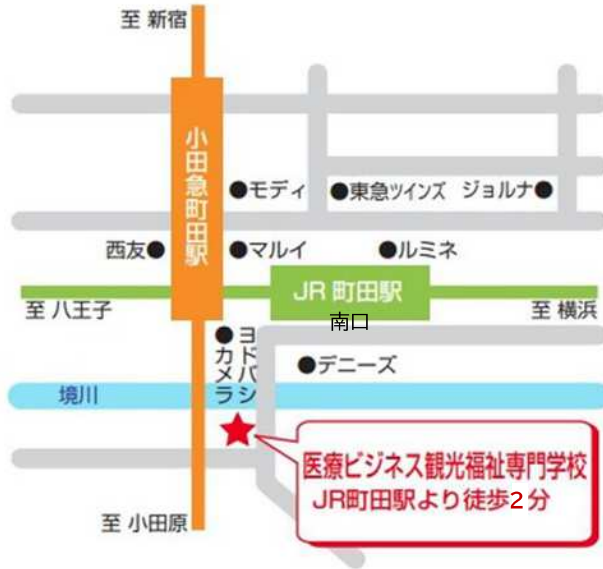 至 新宿
小田急町田駅
●モディ
●東急ツインズ
ジョルナ●
西友●
●マルイ
●ルミネ
JR 町田駅
南口
至 八王子
至 横浜
●ヨドバシカメラ
●デニーズ
境川
★
医療ビジネス観光福祉専門学校
JR町田駅より徒歩2分
至 小田原